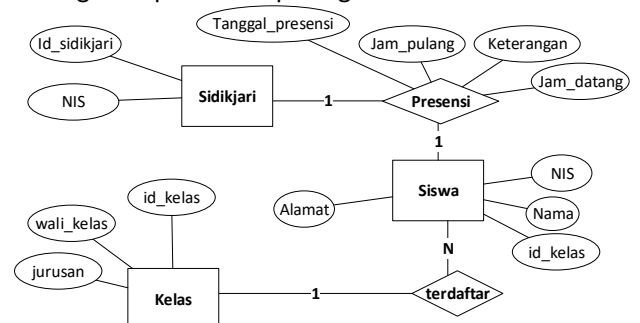 Tanggal_presensi
Id_sidikjari
Jam_pulang
Keterangan
Jam_datang
NIS
Sidikjari
1
Presensi
1
Siswa
NIS
Alamat
Nama
id_kelas
id_kelas
wali_kelas
N
jurusan
Kelas
1
terdaftar